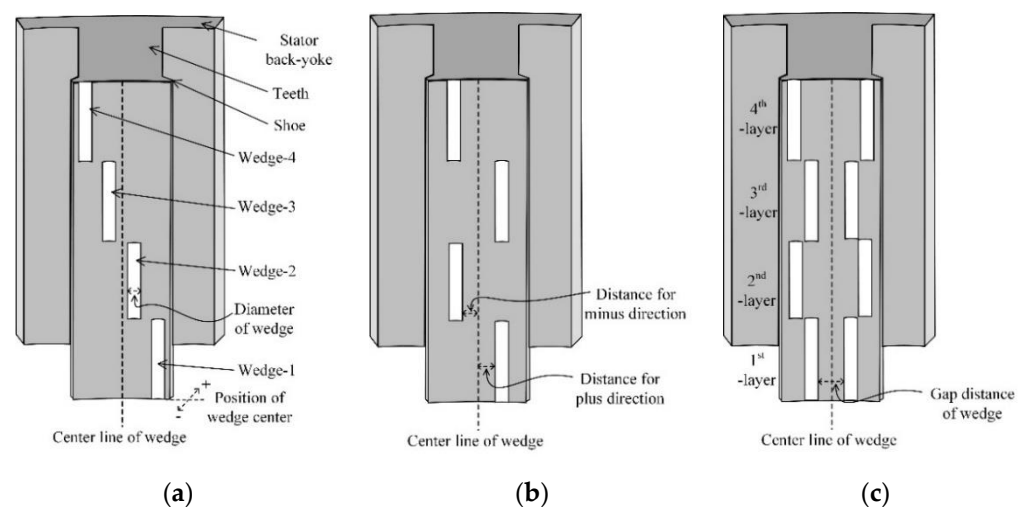 Stator
back-yoke
Teeth
Shoe
Wedge-4
Wedge-3
Wedge-2
Diameter
of wedge
Wedge-1
+
-
Position of
wedge center
Center line of wedge
(a)
Distance for
minus direction
Distance for
plus direction
Center line of wedge
(b)
4th
-layer
3rd
-layer
2nd
-layer
1st
-layer
Gap distance
of wedge
Center line of wedge
(c)